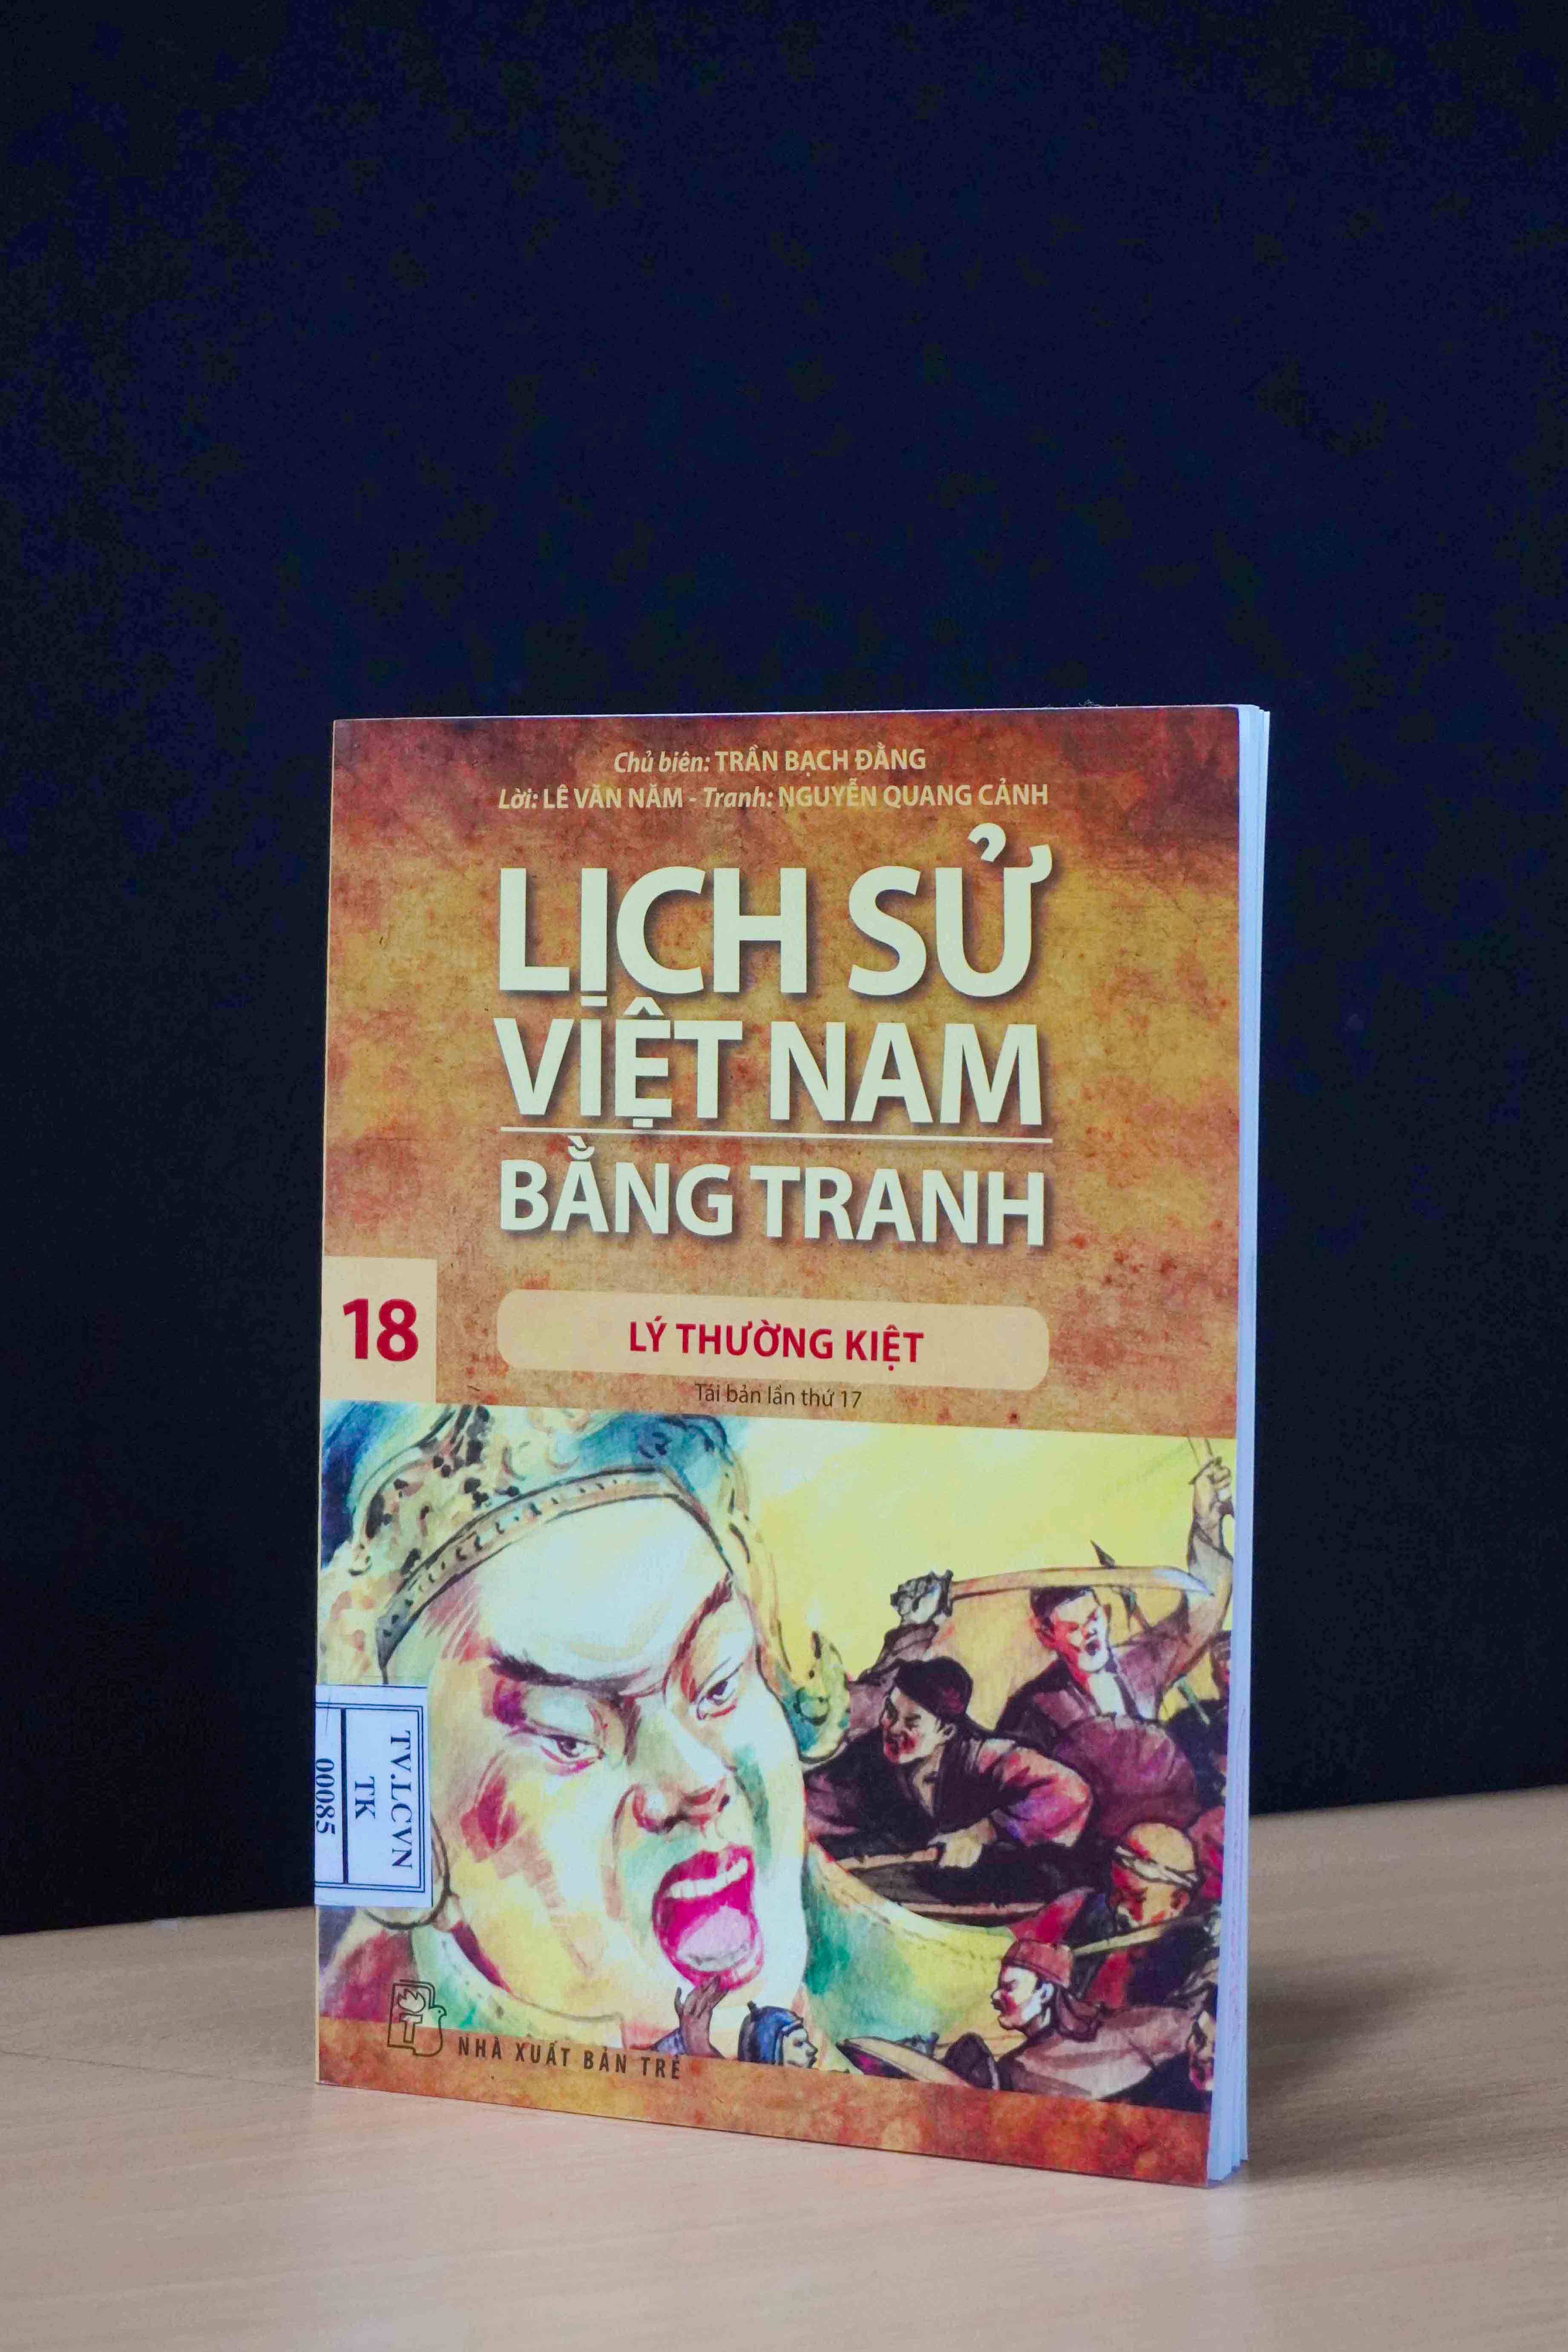 Chủ biên: TRẦN BẠCH ĐẰNG
Lời: LÊ VĂN NĂM - Tranh: NGUYỄN QUANG CẢNH
LỊCH SỬ
VIỆT NAM
BẰNG TRANH
18
LÝ THƯỜNG KIỆT
Tái bản lần thứ 17
TV.LCVN
TK
00085
NHÀ XUẤT BẢN TRẺ